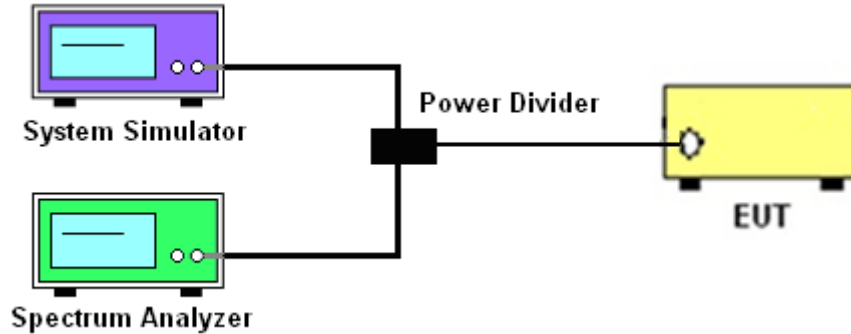 System Simulator
Power Divider
EUT
Spectrum Analyzer